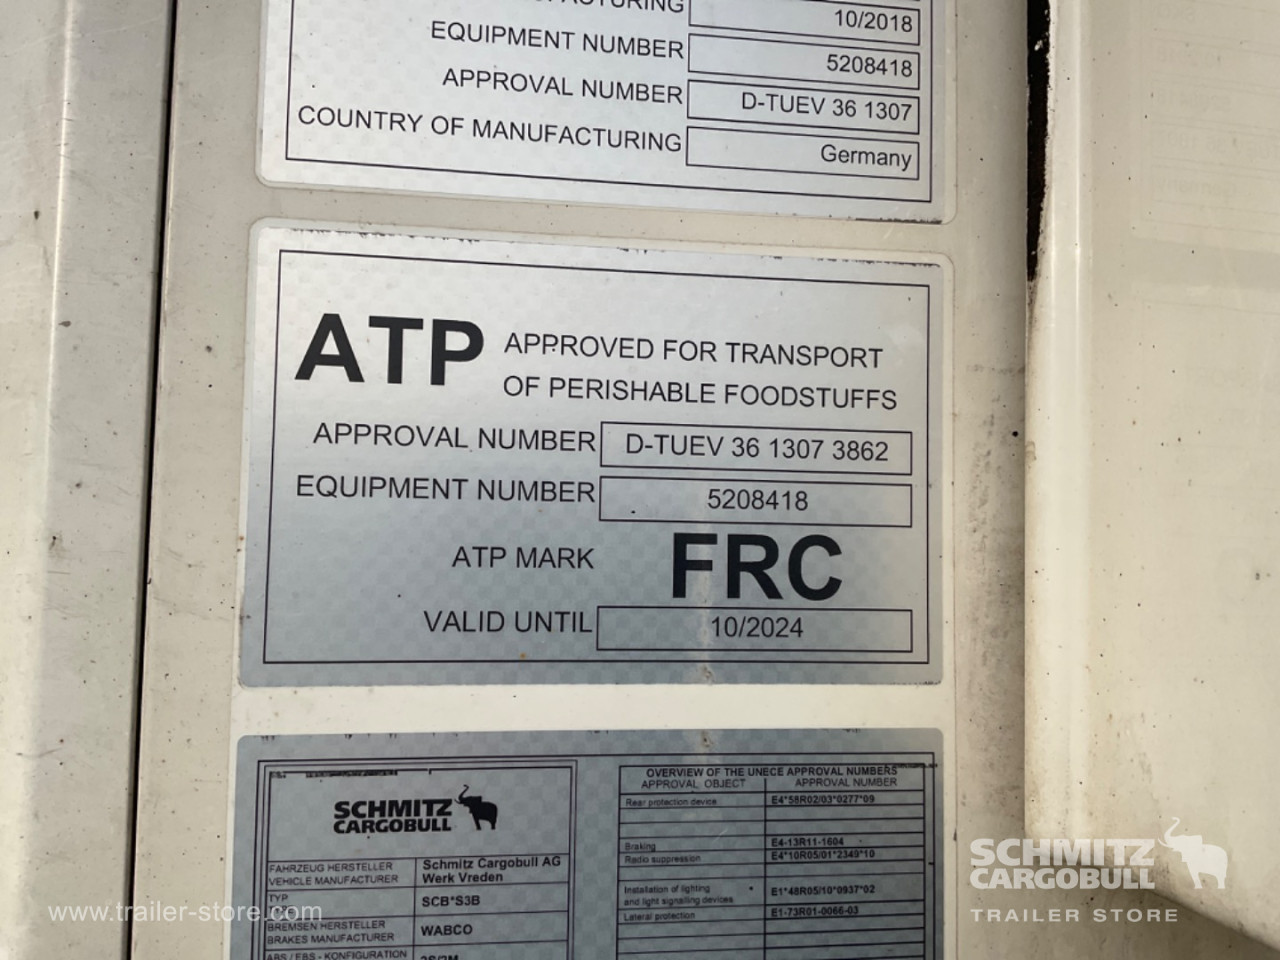 10/2018
EQUIPMENT NUMBER 5208418
APPROVAL NUMBER D-TUEV 36 1307
COUNTRY OF MANUFACTURING Germany
ATP APPROVED FOR TRANSPORT
OF PERISHABLE FOODSTUFFS
APPROVAL NUMBER D-TUEV 36 1307 3862
EQUIPMENT NUMBER 5208418
ATP MARK FRC
VALID UNTIL 10/2024
SCHMITZ
CARGOBULL
FAHRZEUG HERSTELLER Schmitz Cargobull AG
VEHICLE MANUFACTURER Werk Vreden
TYP SCB*S3B
BREMSEN HERSTELLER
BRAKES MANUFACTURER WABCO
ABS / EBS - KONFIGURATION
OVERVIEW OF THE UNECE APPROVAL NUMBERS
APPROVAL OBJECT APPROVAL NUMBER
Rear protection device E4*58R02/03*0277*09
Braking E4-13R11-1604
Radio suppression E4*10R05/01*2349*10
Installation of lighting
and light signalling devices E1*48R05/10*0937*02
Lateral protection E1-73R01-0066-03
www.trailer-store.com
SCHMITZ
CARGOBULL
TRAILER STORE